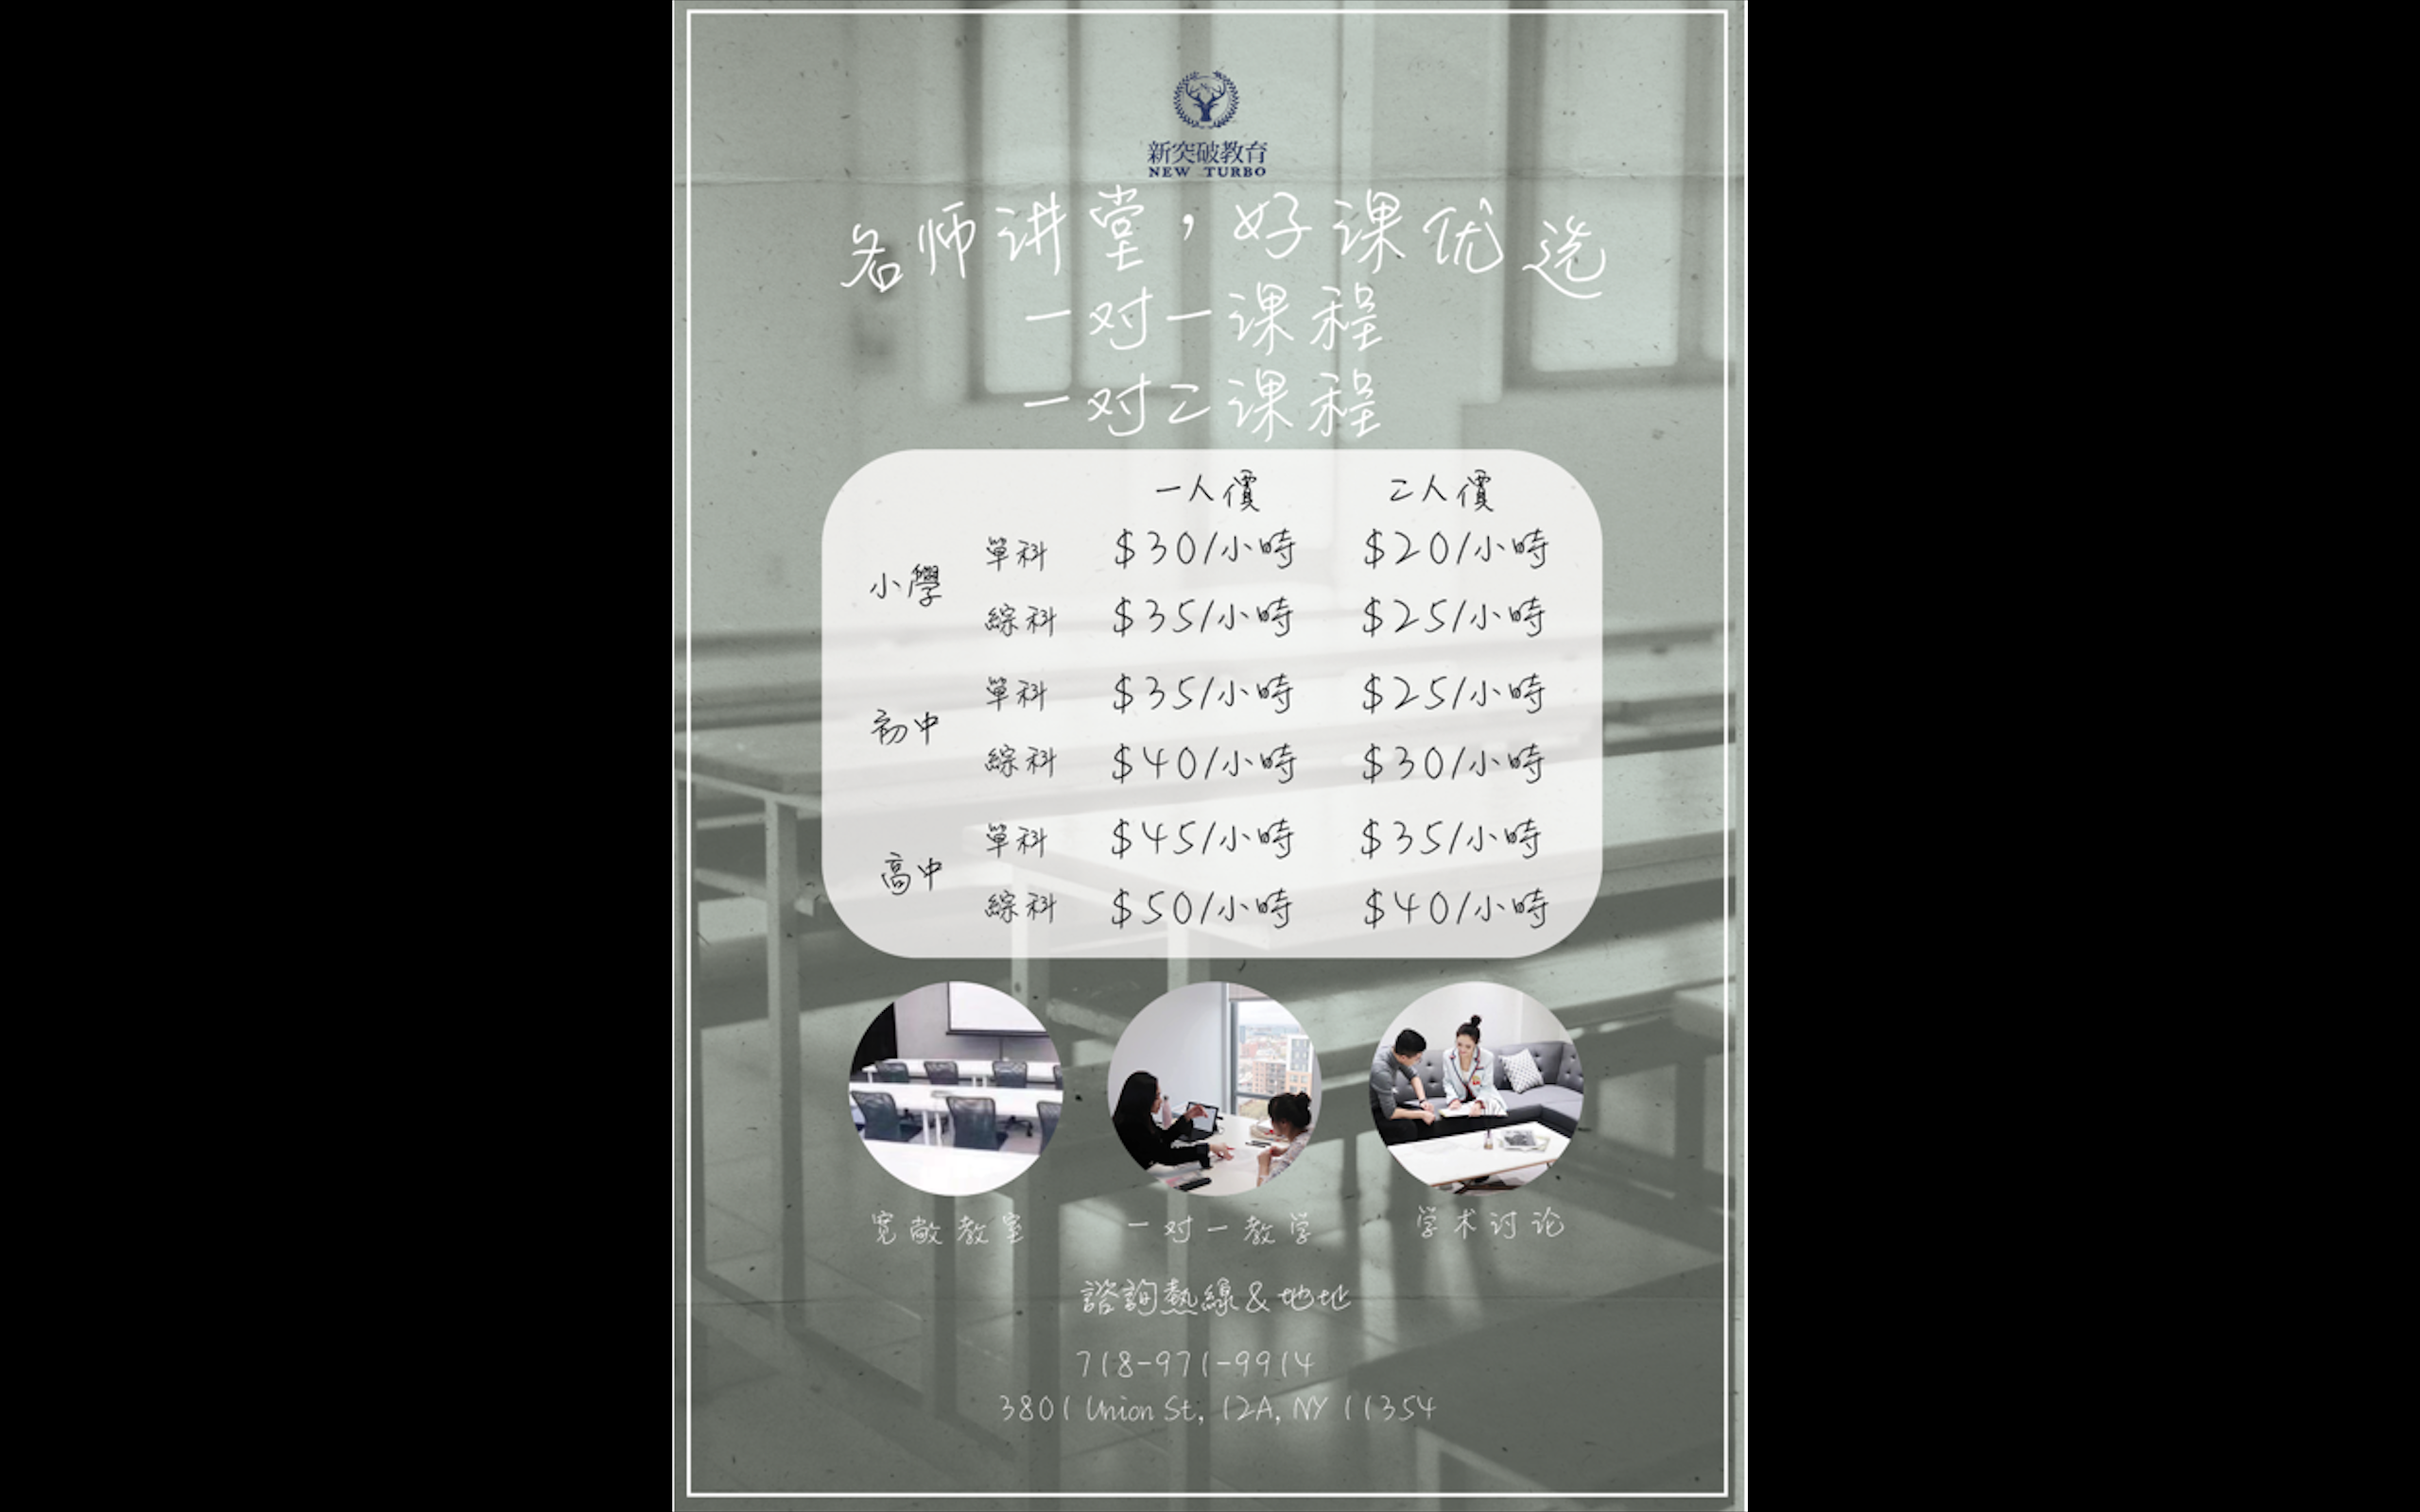 新突破教育
NEW TURBO
名师讲堂，好课优选
一对一课程
一对二课程
一人價 二人價
小學 單科 $30/小時 $20/小時
綜科 $35/小時 $25/小時
初中 單科 $35/小時 $25/小時
綜科 $40/小時 $30/小時
高中 單科 $45/小時 $35/小時
綜科 $50/小時 $40/小時
宽敞教室 一对一教学 学术讨论
諮詢熱線&地址
718-971-9914
3801 Union St, 12A, NY 11354